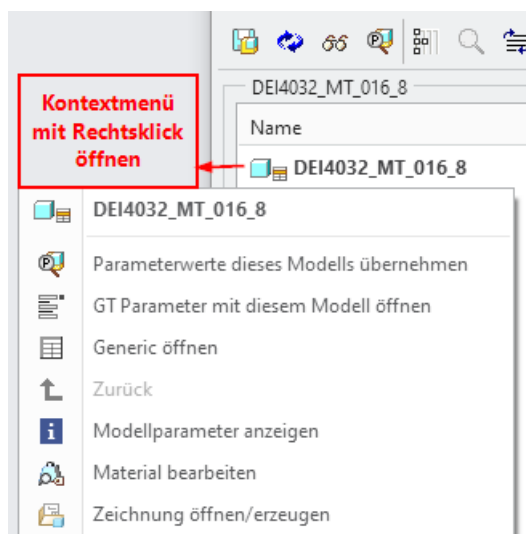 DEI4032_MT_016_8
Name
Kontextmenü
mit Rechtsklick
öffnen
DEI4032_MT_016_8
DEI4032_MT_016_8
Parameterwerte dieses Modells übernehmen
GT Parameter mit diesem Modell öffnen
Generic öffnen
Zurück
Modellparameter anzeigen
Material bearbeiten
Zeichnung öffnen/erzeugen